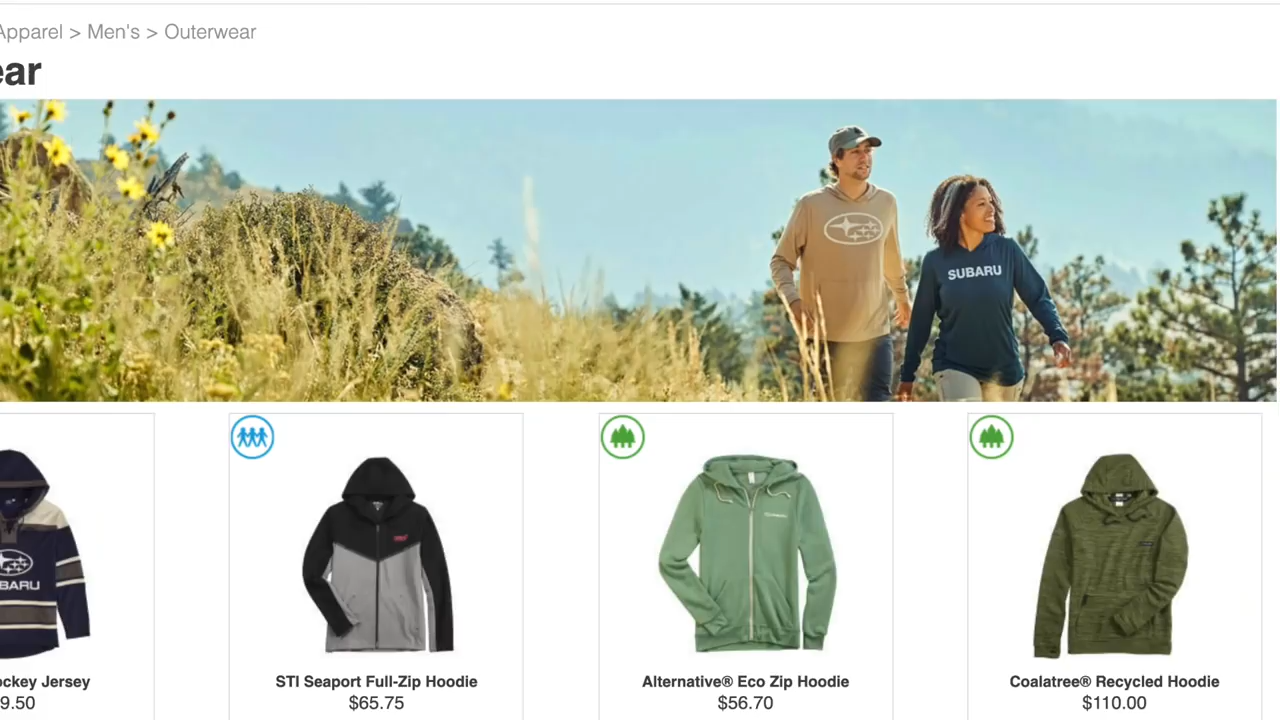 Apparel > Men's > Outerwear
ear
SUBARU
BARU
ockey Jersey
9.50
STI Seaport Full-Zip Hoodie
$65.75
Alternative® Eco Zip Hoodie
$56.70
Coalatree® Recycled Hoodie
$110.00